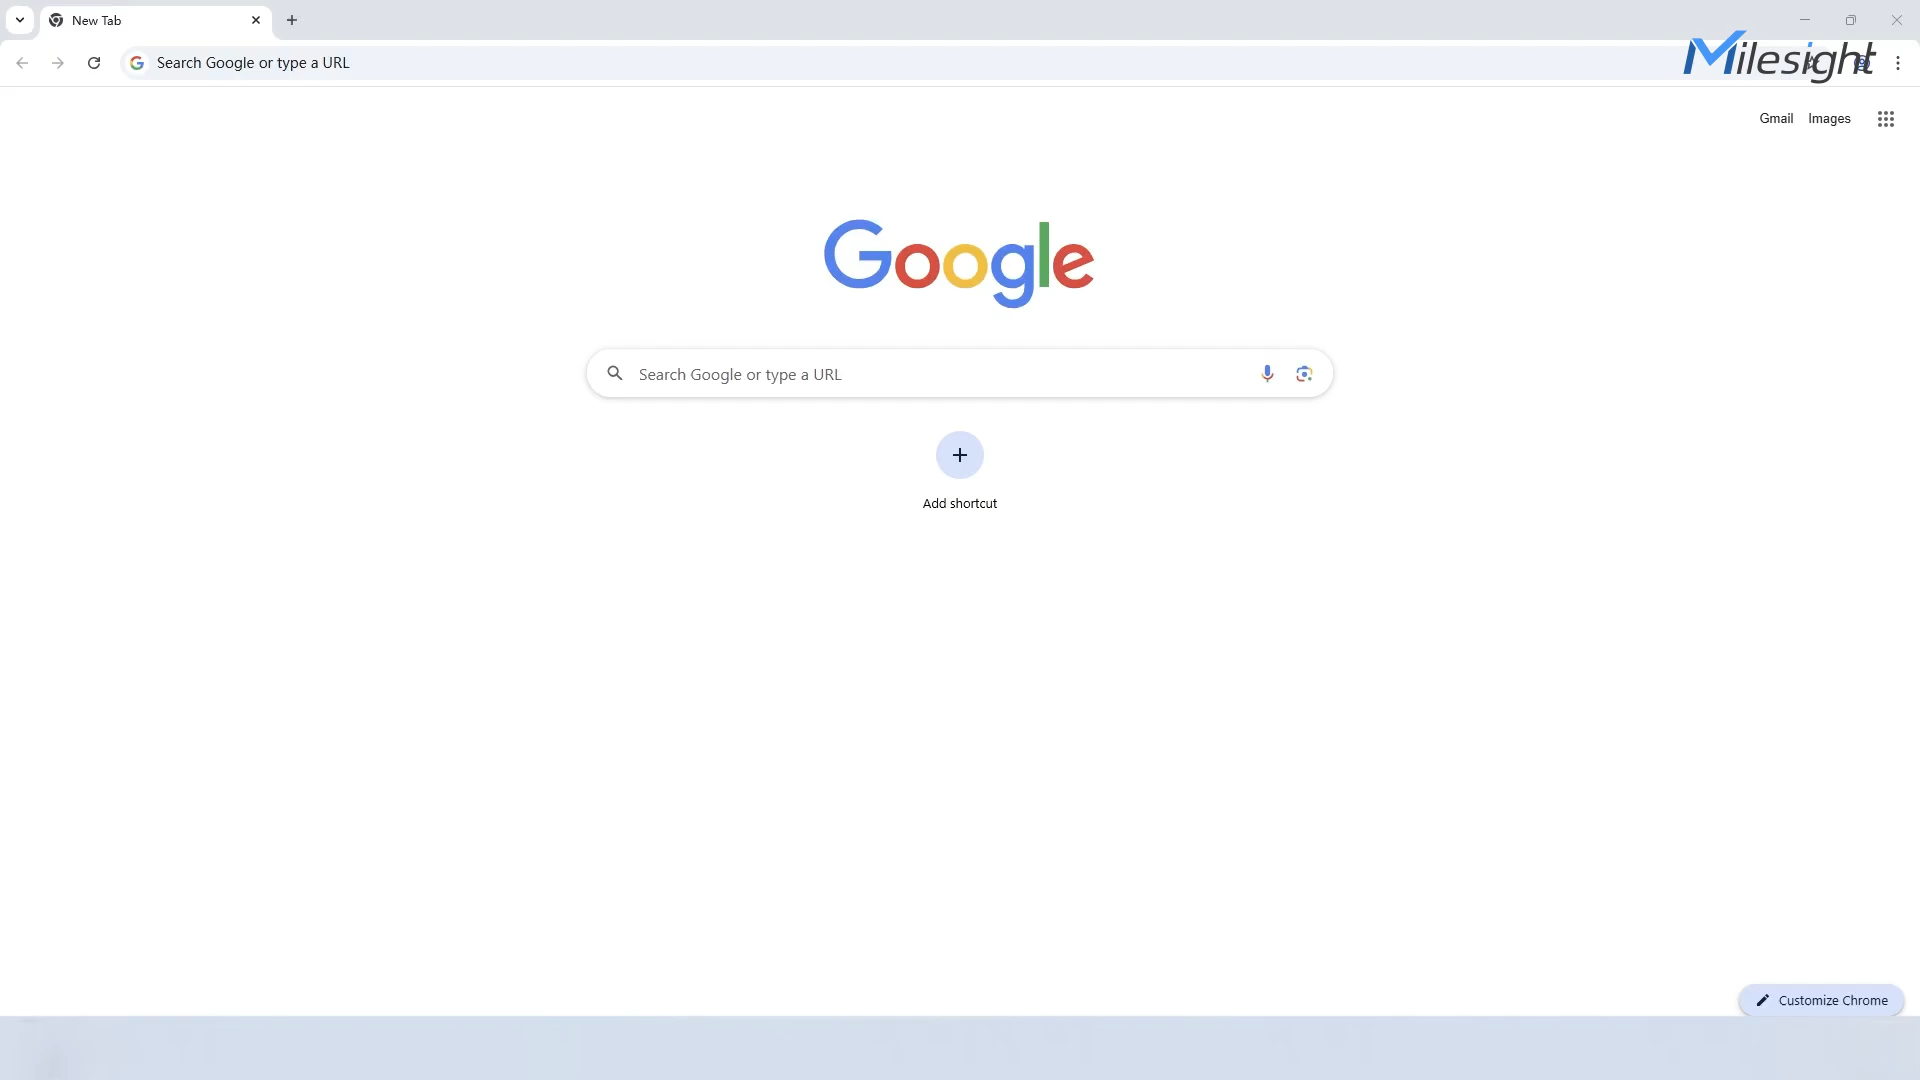 New Tab
Search Google or type a URL
Milesight
Gmail Images
Google
Search Google or type a URL
Add shortcut
Customize Chrome